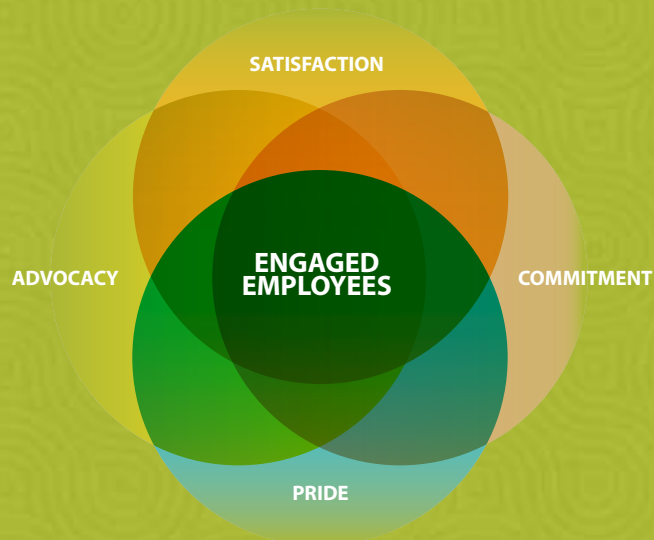 SATISFACTION
ADVOCACY
ENGAGED
EMPLOYEES
COMMITMENT
PRIDE